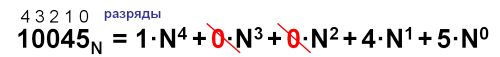 4 3 2 1 0 разряды
10045N = 1·N⁴ + 0·N³ + 0·N² + 4·N¹ + 5·N⁰